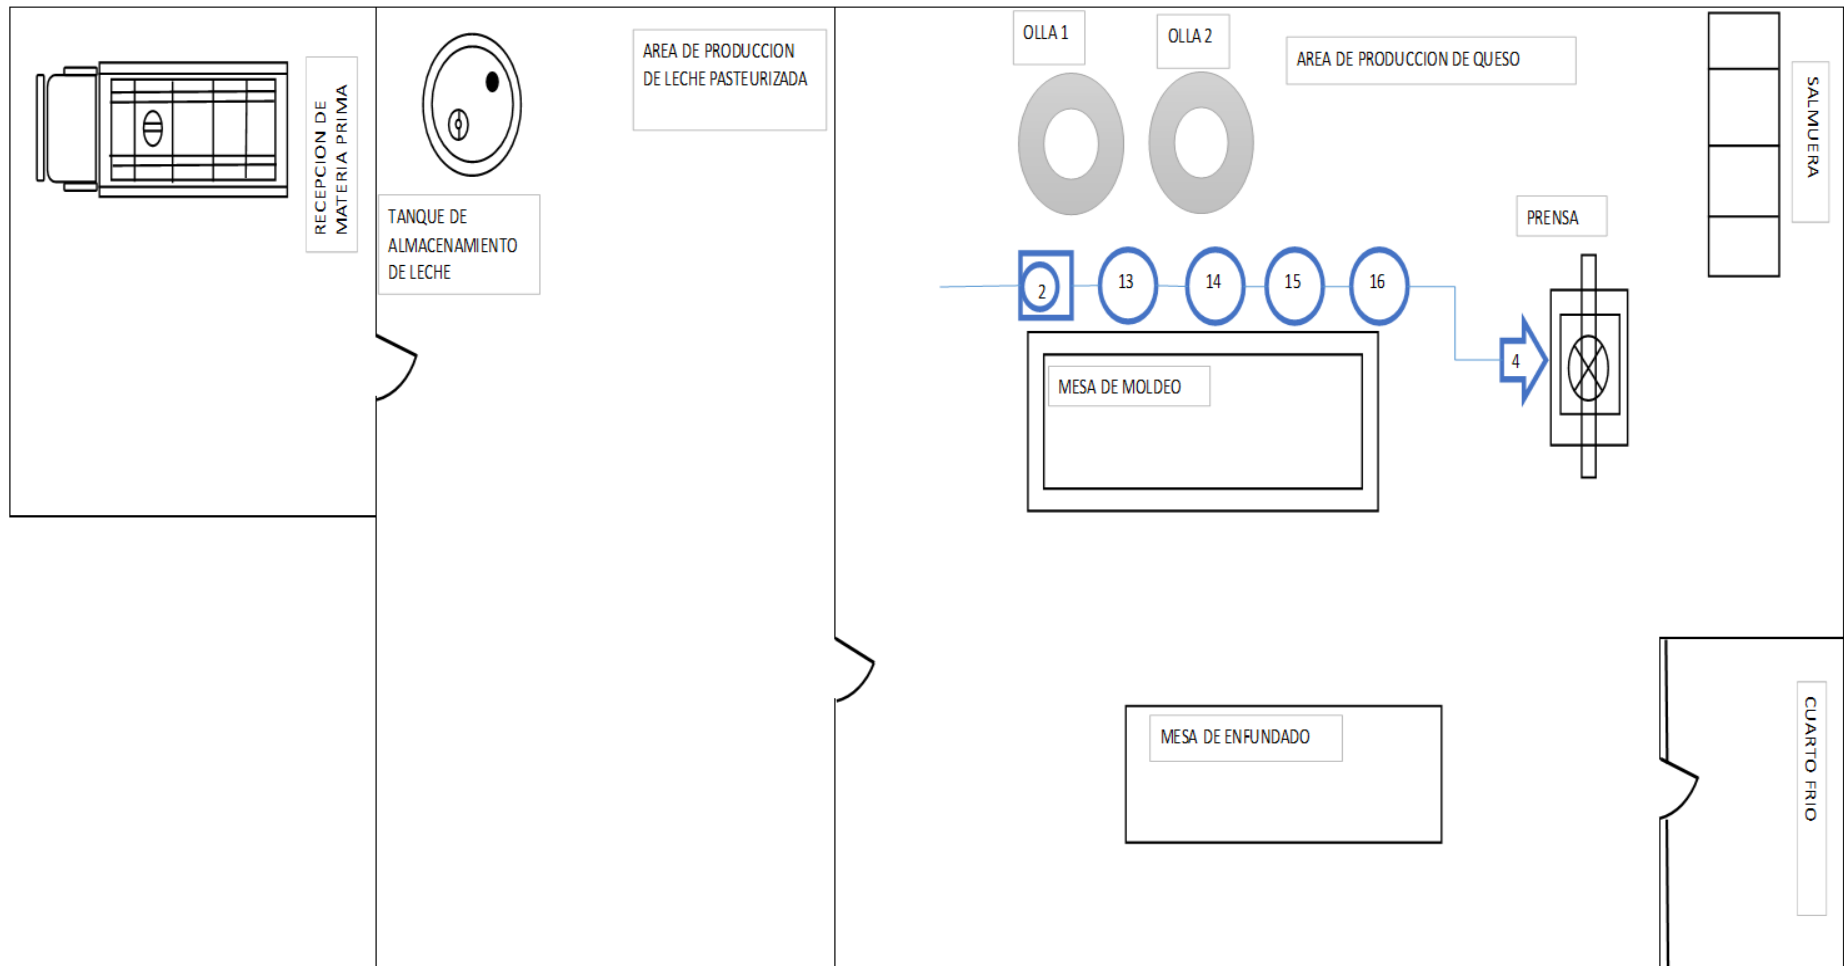 RECEPCION DE
MATERIA PRIMA
TANQUE DE
ALMACENAMIENTO
DE LECHE
AREA DE PRODUCCION
DE LECHE PASTEURIZADA
OLLA 1
OLLA 2
AREA DE PRODUCCION DE QUESO
SALMUERA
PRENSA
2
13
14
15
16
4
MESA DE MOLDEO
MESA DE ENFUNDADO
CUARTO FRIO